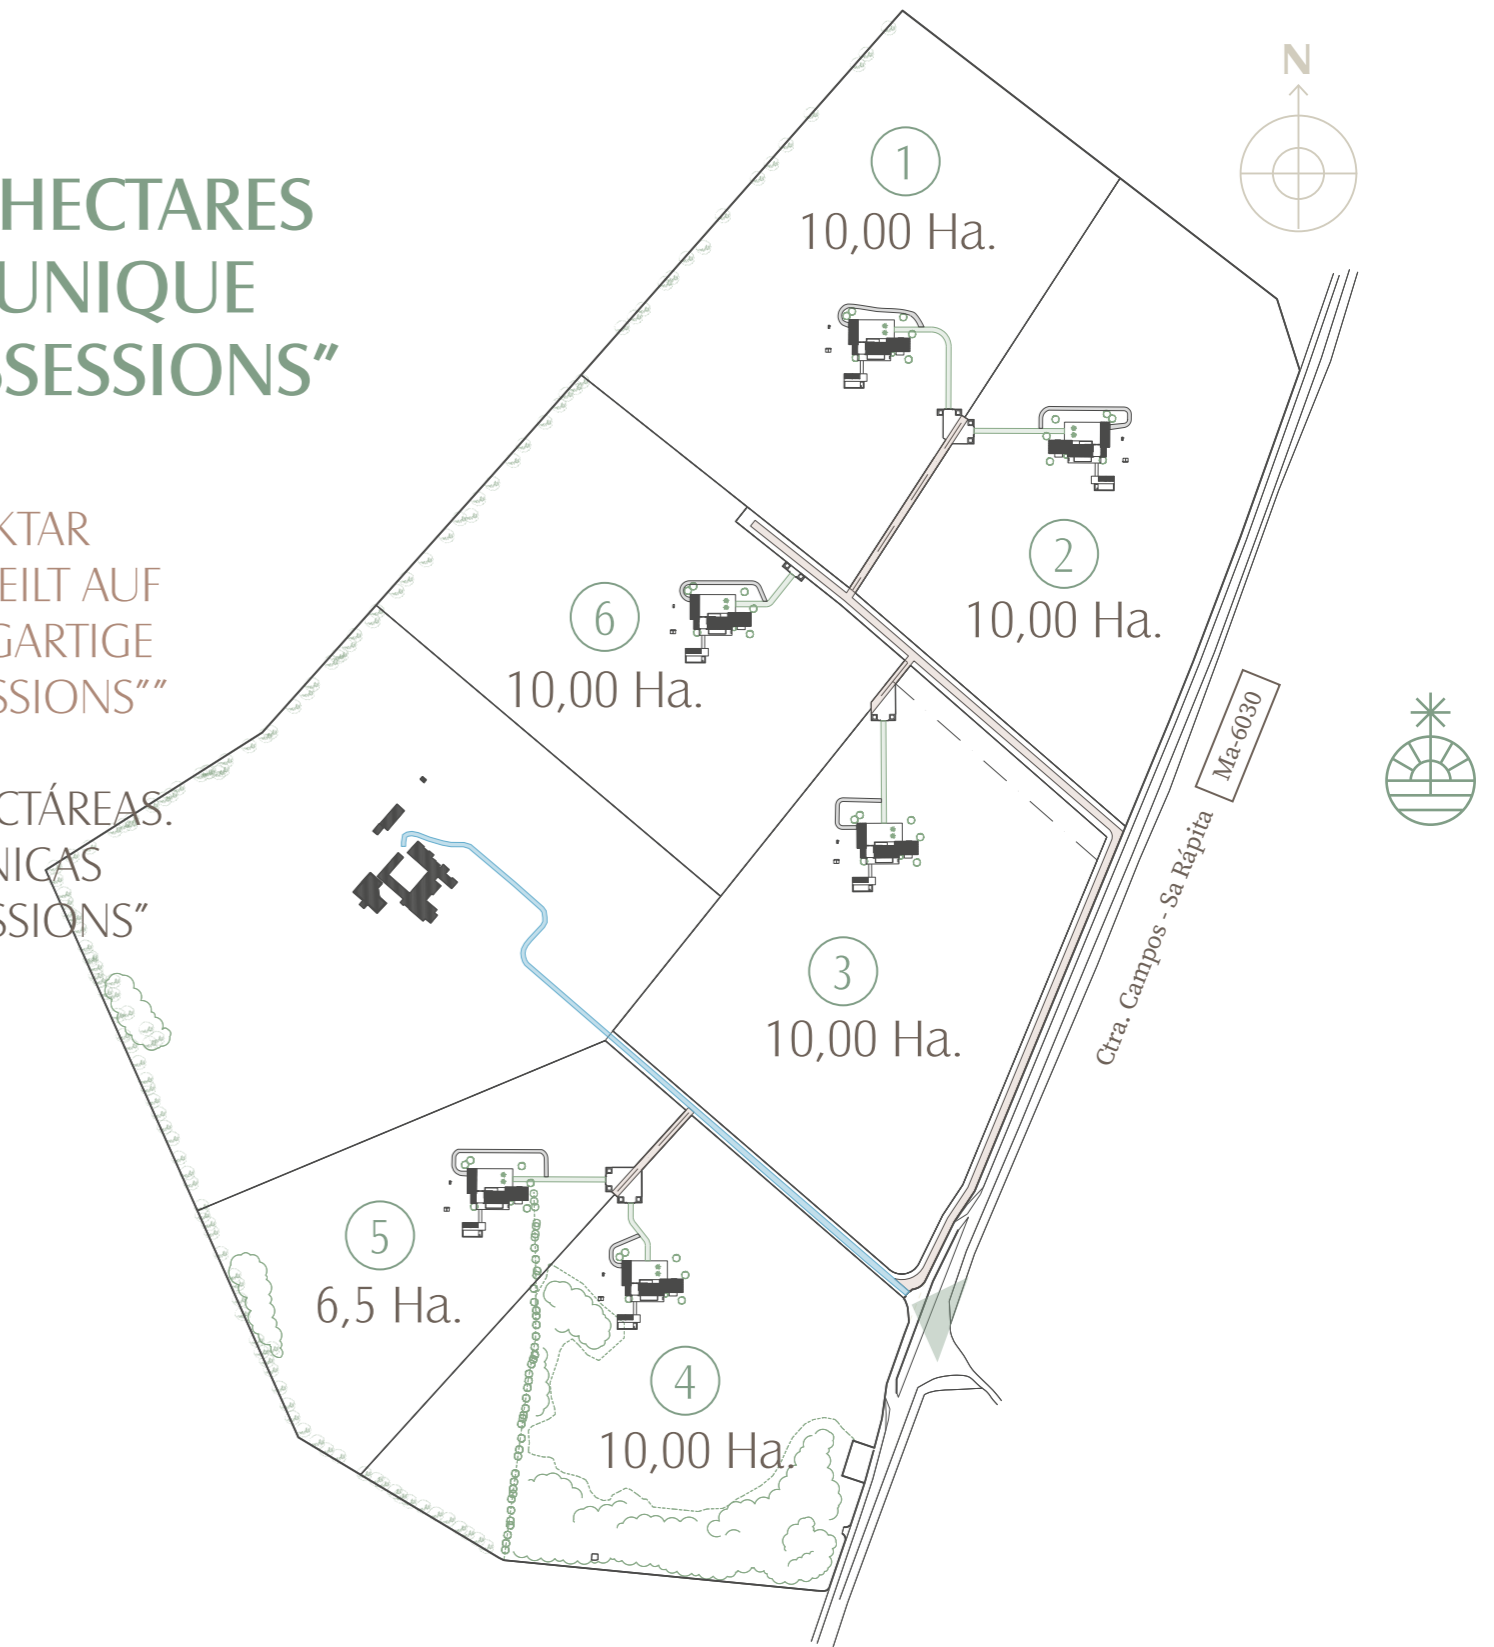 HECTARES
UNIQUE
SSESSIONS”
KTAR
EILT AUF
GARTIGE
SSIONS””
CTÁREAS.
NICAS
SSIONS”
N
1
10,00 Ha.
2
10,00 Ha.
6
10,00 Ha.
3
10,00 Ha.
5
6,5 Ha.
4
10,00 Ha.
Ctra. Campos - Sa Rápita
Ma-6030